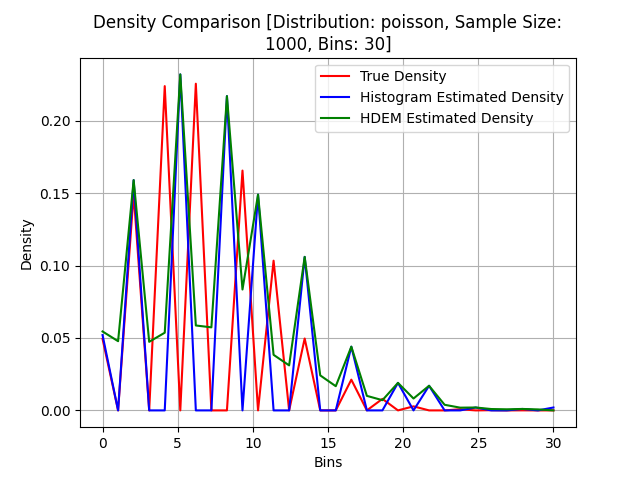 Density Comparison [Distribution: poisson, Sample Size:
1000, Bins: 30]
True Density
Histogram Estimated Density
HDEM Estimated Density
Density
0.20
0.15
0.10
0.05
0.00
0 5 10 15 20 25 30
Bins